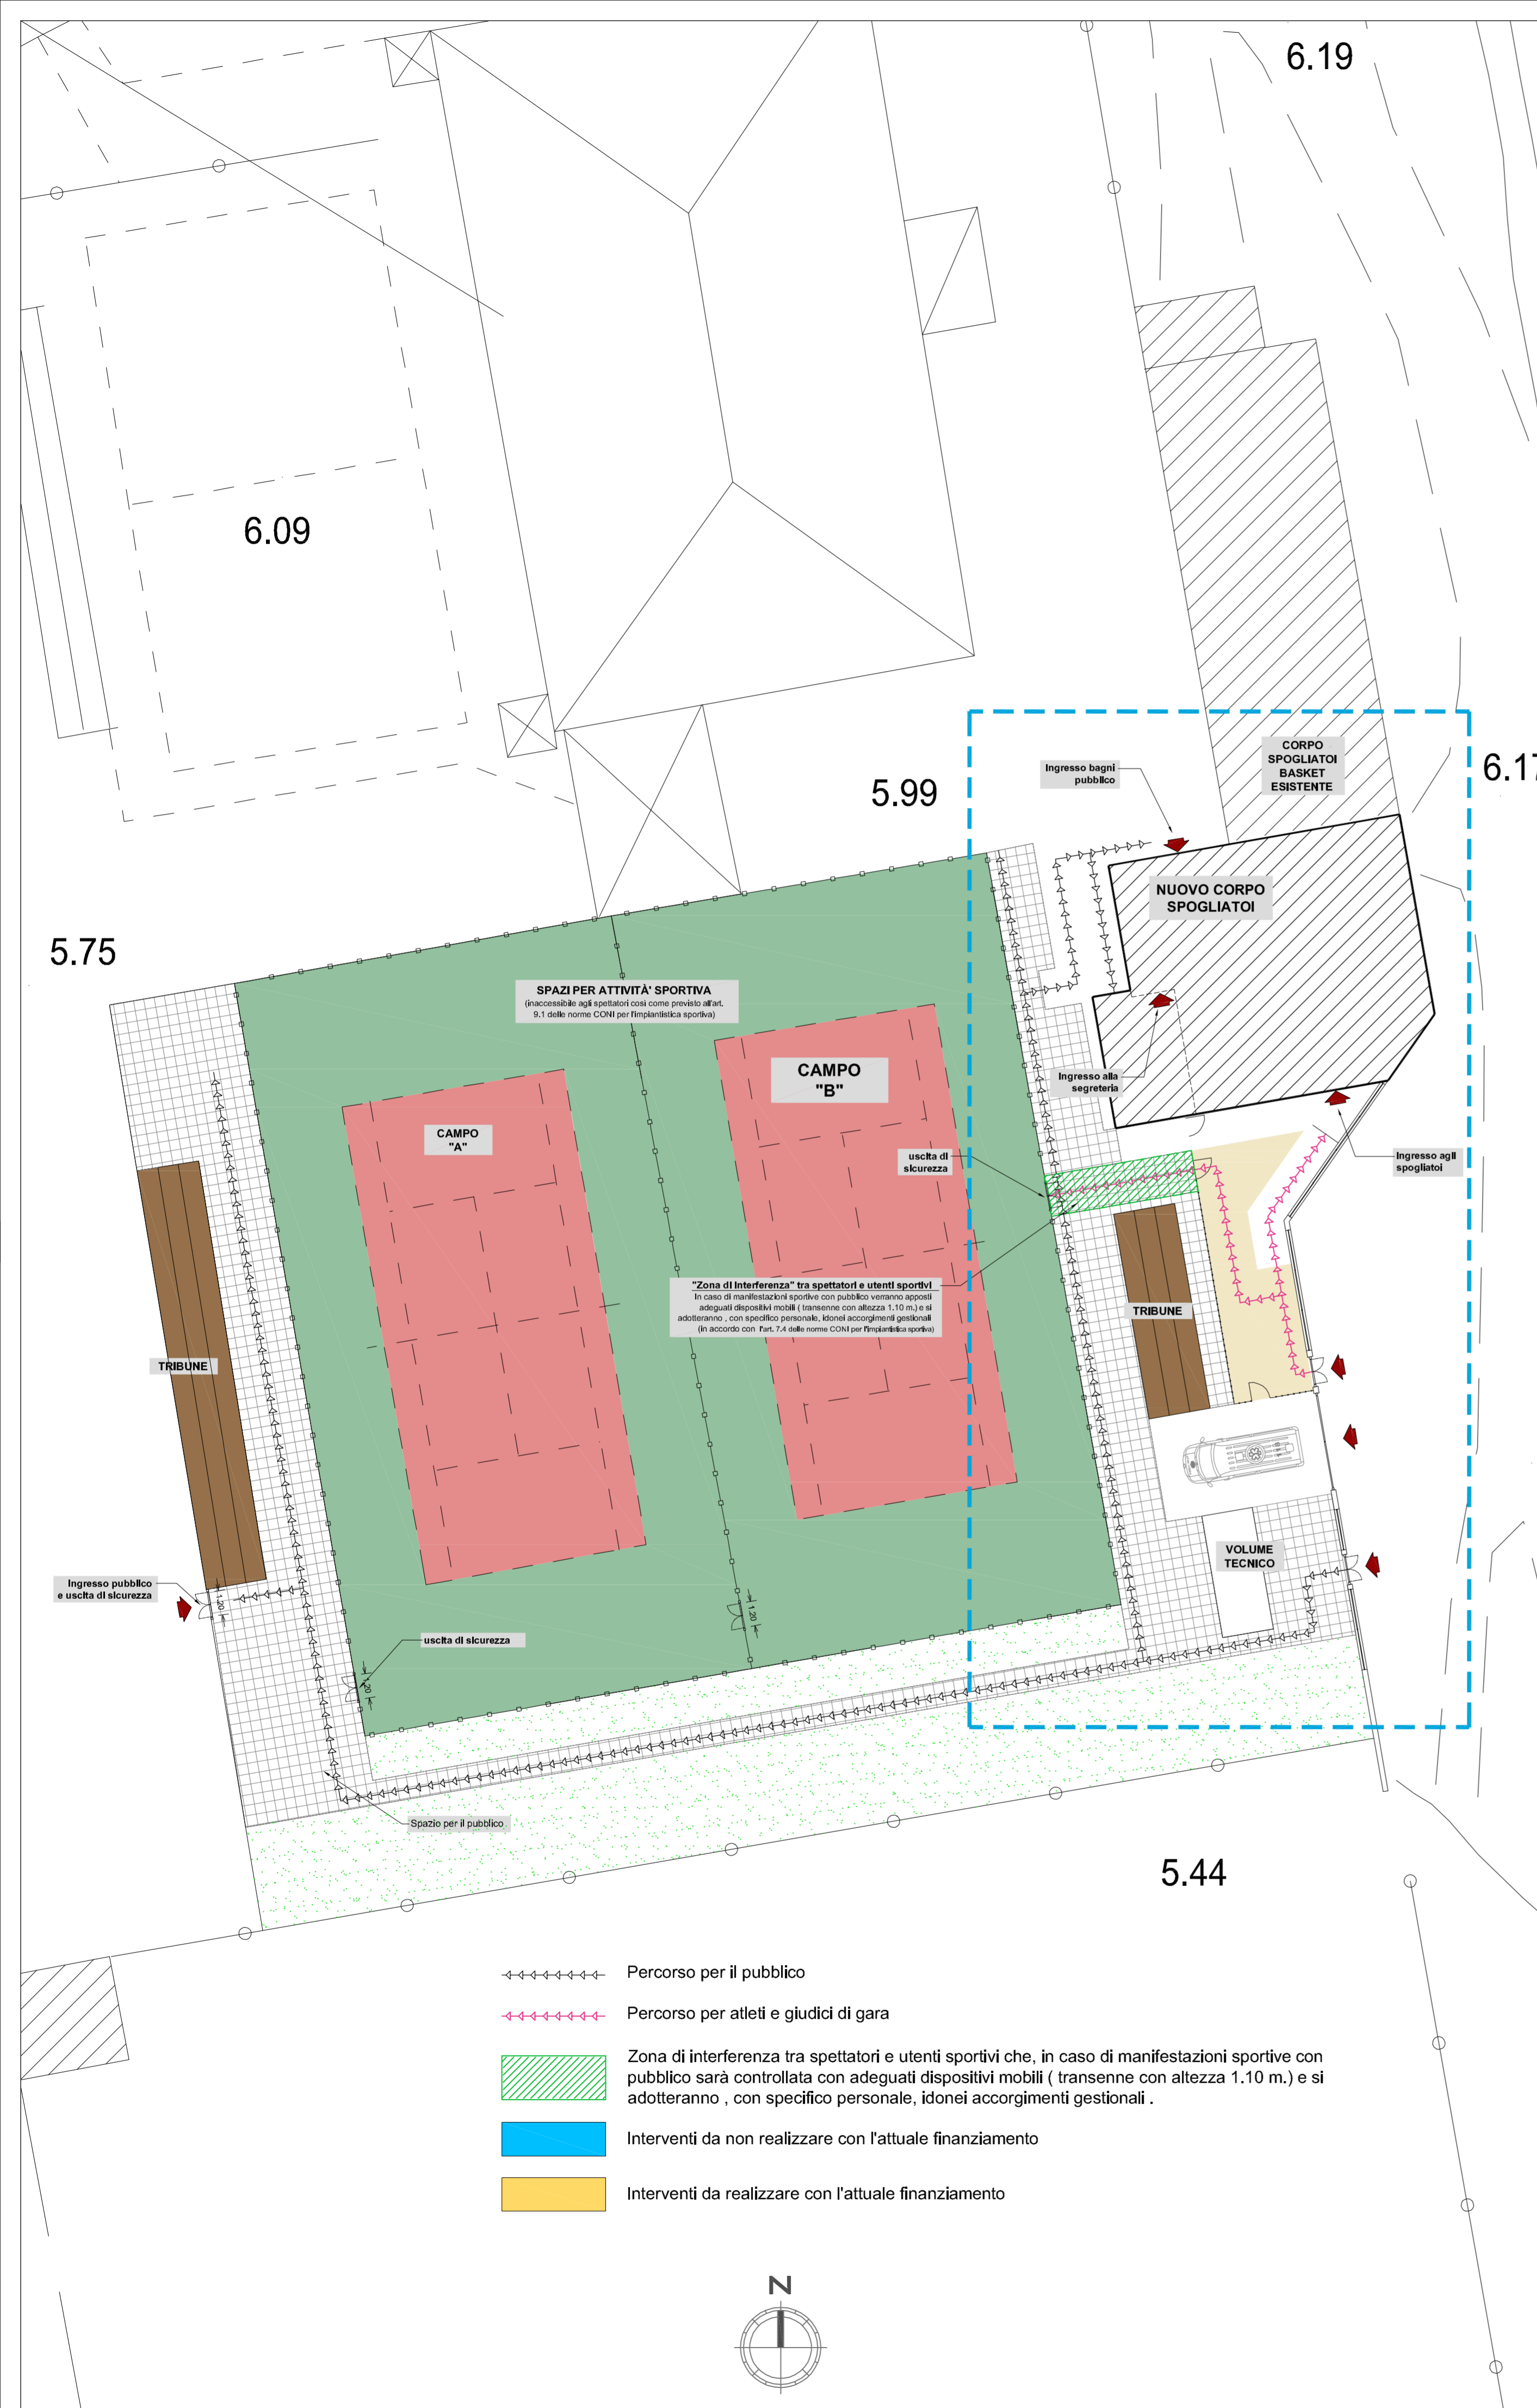 6.19
6.09
CORPO
SPOGLIATOI
BASKET
ESISTENTE
6.17
Ingresso bagni
pubblico
5.99
NUOVO CORPO
SPOGLIATOI
5.75
SPAZI PER ATTIVITÀ' SPORTIVA
(inaccessibile agli spettatori così come previsto all'art.
9.1 delle norme CONI per l'impiantistica sportiva)
CAMPO
"B"
Ingresso alla
segreteria
CAMPO
"A"
uscita di
sicurezza
Ingresso agli
spogliatoi
"Zona di interferenza" tra spettatori e utenti sportivi
In caso di manifestazioni sportive con pubblico verranno apposti
adeguati dispositivi mobili ( transenne con altezza 1.10 m.) e si
adotteranno , con specifico personale, idonei accorgimenti gestionali
(in accordo con l'art. 7.4 delle norme CONI per l'impiantistica sportiva)
TRIBUNE
TRIBUNE
VOLUME
TECNICO
Ingresso pubblico
e uscita di sicurezza
1.20
1.20
uscita di sicurezza
1.20
Spazio per il pubblico
5.44
Percorso per il pubblico
Percorso per atleti e giudici di gara
Zona di interferenza tra spettatori e utenti sportivi che, in caso di manifestazioni sportive con
pubblico sarà controllata con adeguati dispositivi mobili ( transenne con altezza 1.10 m.) e si
adotteranno , con specifico personale, idonei accorgimenti gestionali .
Interventi da non realizzare con l'attuale finanziamento
Interventi da realizzare con l'attuale finanziamento
N